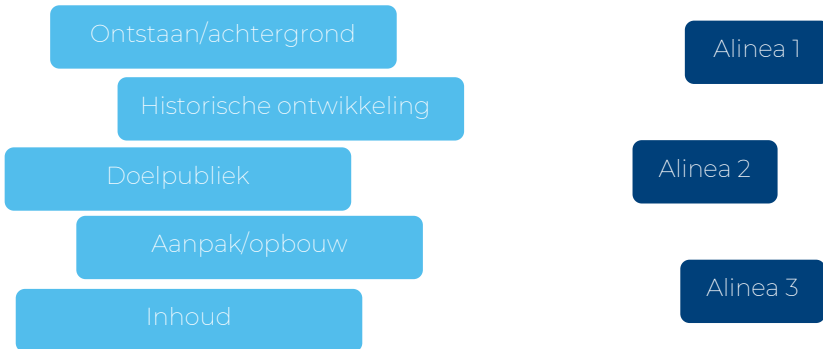 Ontstaan/achtergrond
Alinea 1
Historische ontwikkeling
Doelpubliek
Alinea 2
Aanpak/opbouw
Alinea 3
Inhoud